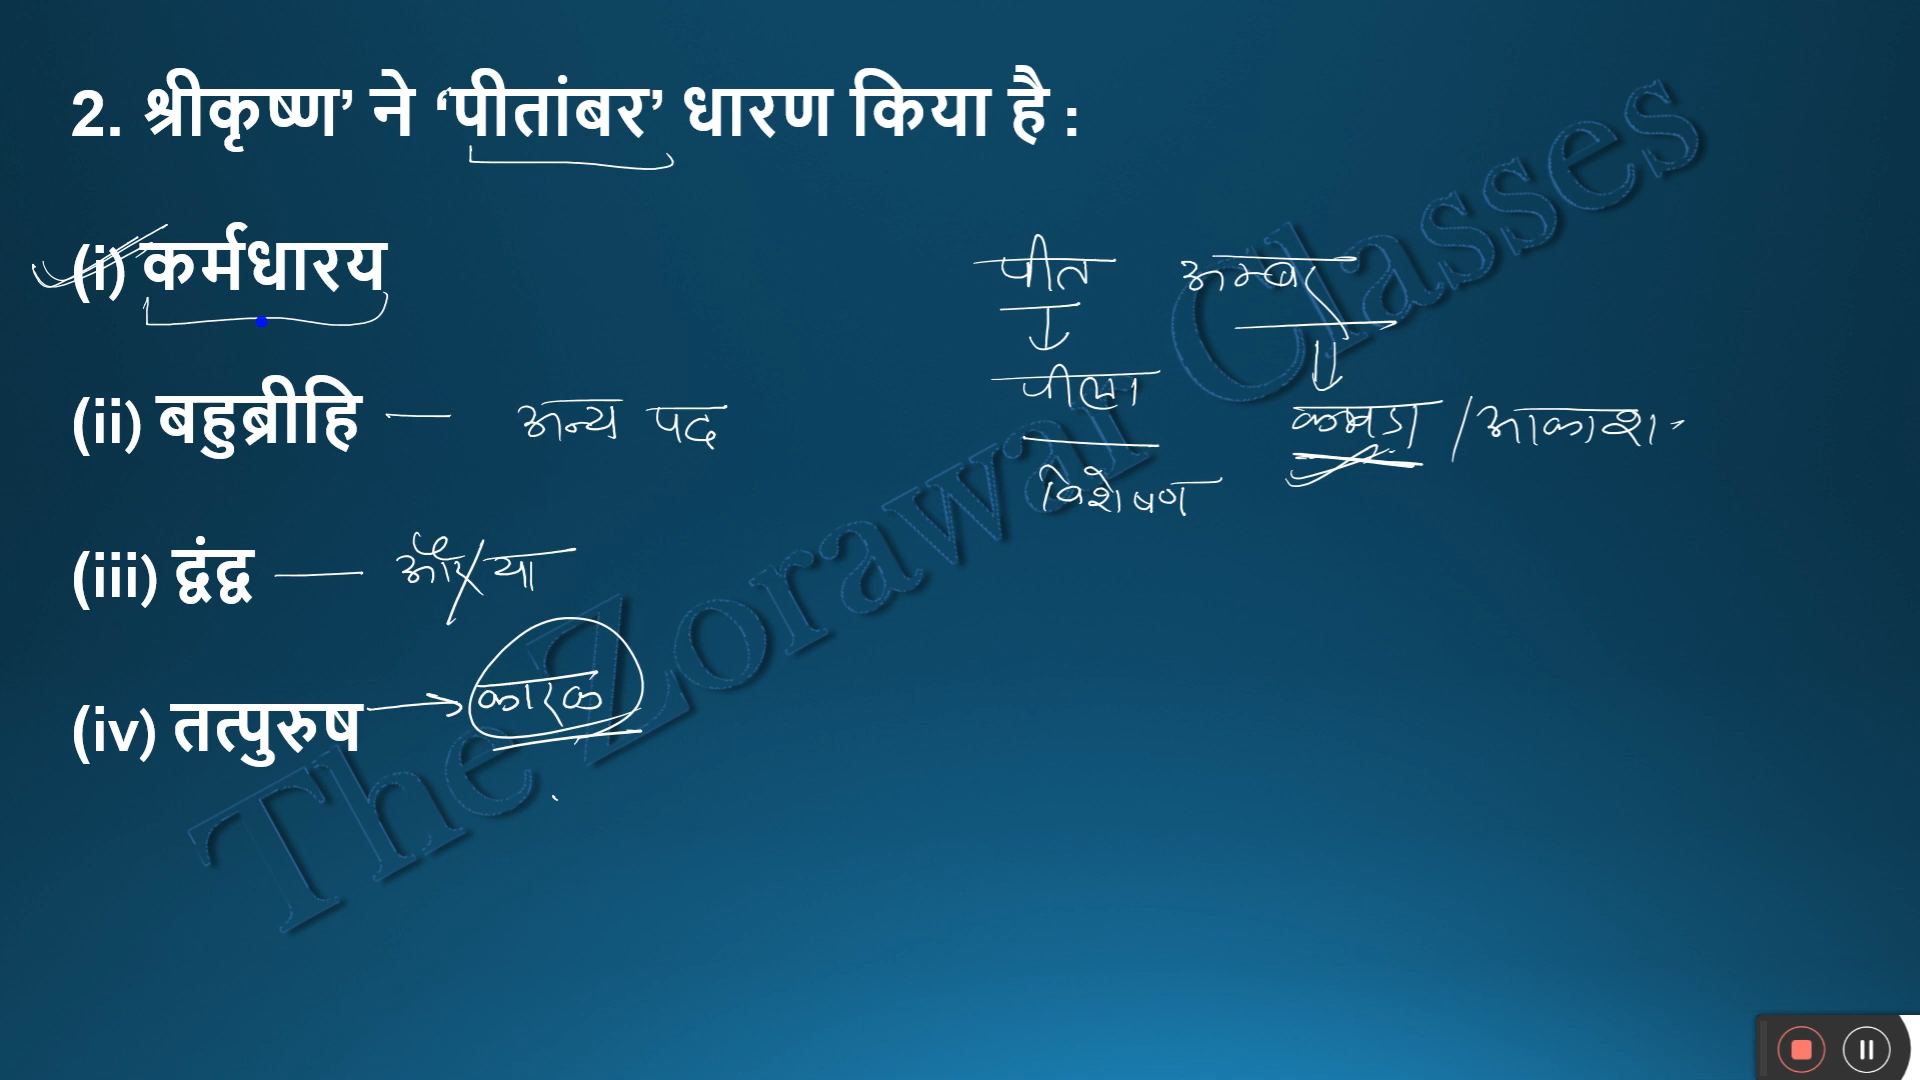 2. श्रीकृष्ण’ ने ‘पीतांबर’ धारण किया है :
(i) कर्मधारय
पीत अम्बर
पीला
(ii) बहुब्रीहि — अन्य पद
कपड़ा / आकाश
विशेषण
(iii) द्वंद्व — और/या
(iv) तत्पुरुष → कारक
The Zorawar Classes